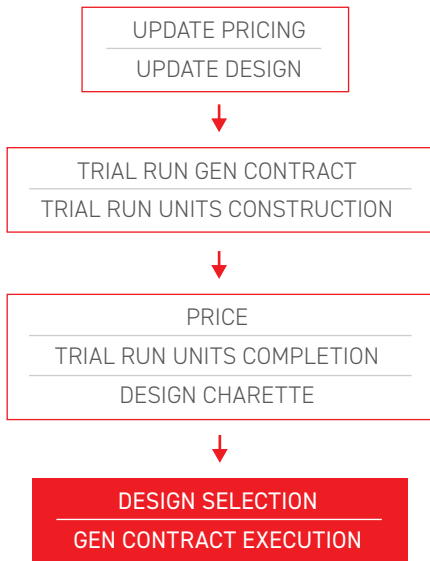 UPDATE PRICING
UPDATE DESIGN
TRIAL RUN GEN CONTRACT
TRIAL RUN UNITS CONSTRUCTION
PRICE
TRIAL RUN UNITS COMPLETION
DESIGN CHARETTE
DESIGN SELECTION
GEN CONTRACT EXECUTION